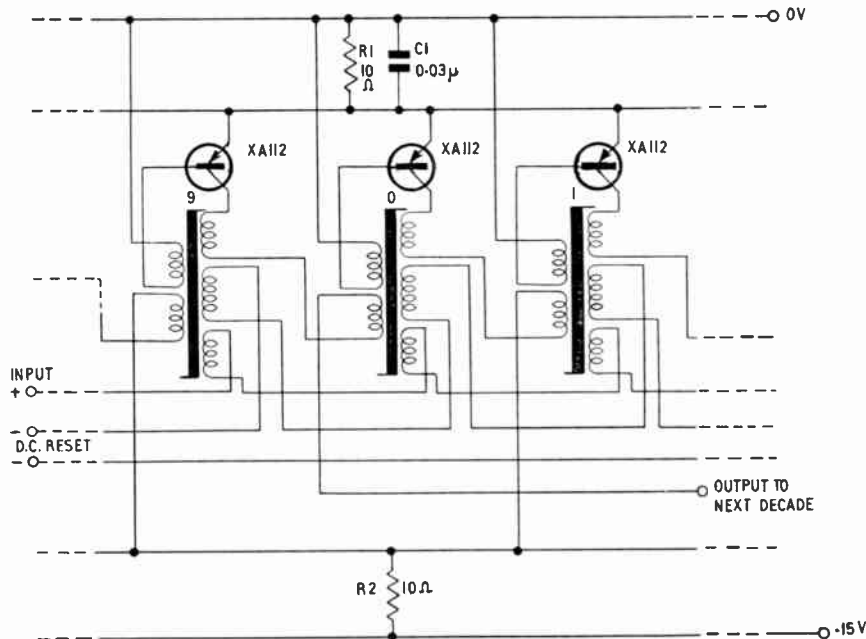 0V
R1
10
Ω
C1
0·03μ
XA112
XA112
XA112
9
0
1
INPUT
+
-
D.C. RESET
-
OUTPUT TO
NEXT DECADE
R2
10Ω
-15V